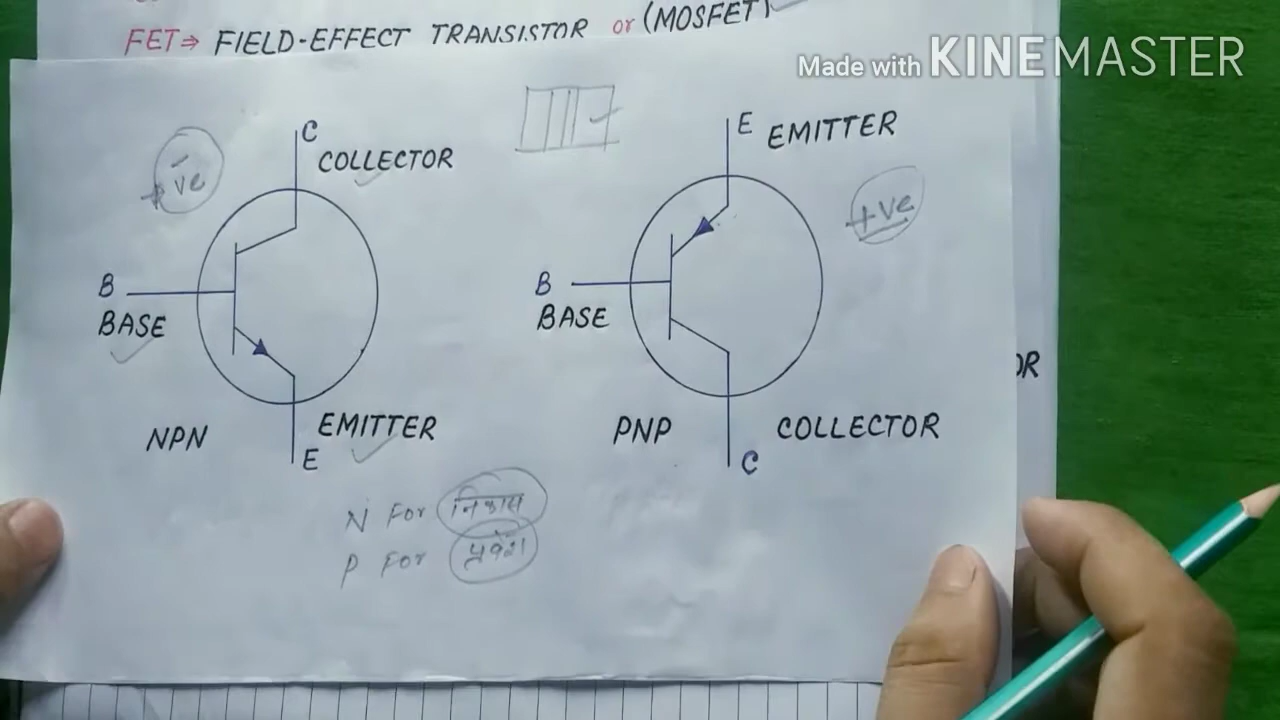 FET⇒ FIELD-EFFECT TRANSISTOR or (MOSFET)
Made with KINEMASTER
C
COLLECTOR
-ve
B
BASE
NPN
EMITTER
E
E EMITTER
+ve
B
BASE
PNP
COLLECTOR
C
OR
N For निकास
P For प्रवेश